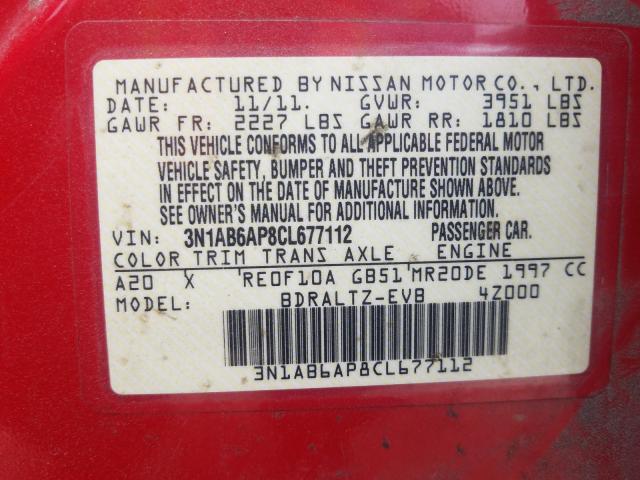 MANUFACTURED BY NISSAN MOTOR CO., LTD.
DATE: 11/11. GVWR: 3951 LBS
GAWR FR: 2227 LBS GAWR RR: 1810 LBS
THIS VEHICLE CONFORMS TO ALL APPLICABLE FEDERAL MOTOR
VEHICLE SAFETY, BUMPER AND THEFT PREVENTION STANDARDS
IN EFFECT ON THE DATE OF MANUFACTURE SHOWN ABOVE.
SEE OWNER'S MANUAL FOR ADDITIONAL INFORMATION.
VIN: 3N1AB6AP8CL677112 PASSENGER CAR.
COLOR TRIM TRANS AXLE ENGINE
A20 X RE0F10A GB51 MR20DE 1997 CC
MODEL: BDRALTZ-EVB 4Z000
3N1AB6AP8CL677112